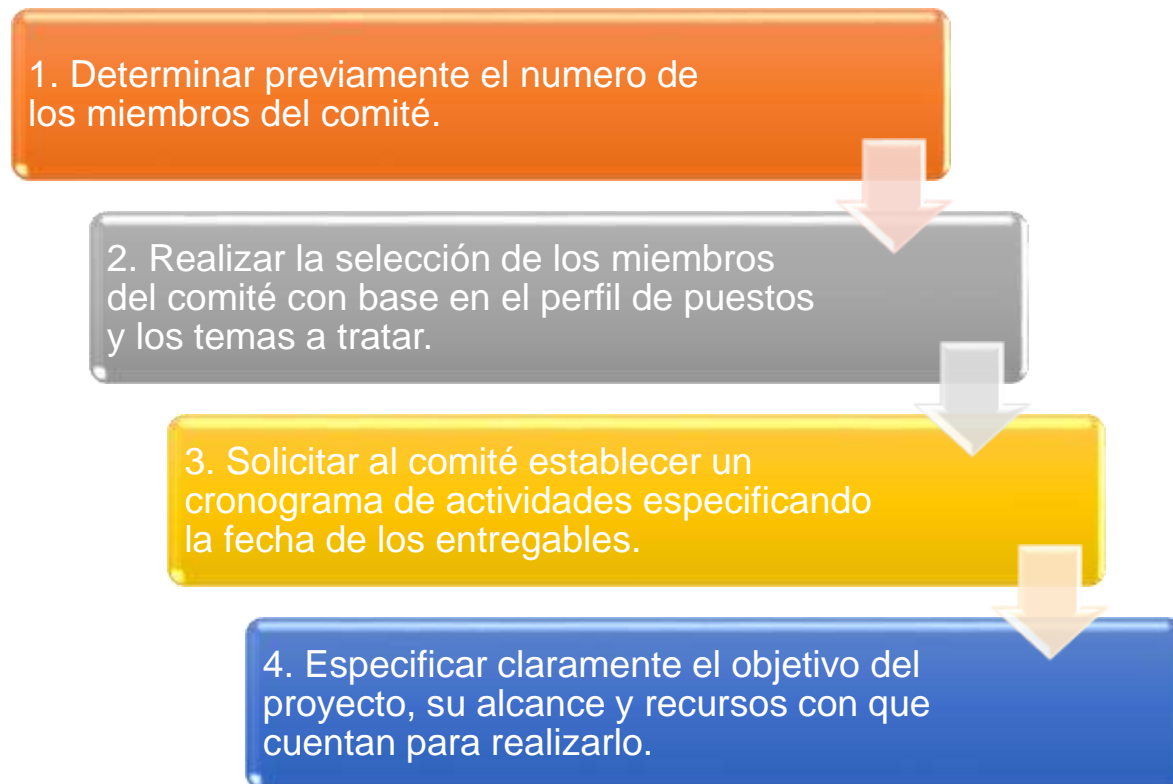 1. Determinar previamente el numero de
los miembros del comité.
2. Realizar la selección de los miembros
del comité con base en el perfil de puestos
y los temas a tratar.
3. Solicitar al comité establecer un
cronograma de actividades especificando
la fecha de los entregables.
4. Especificar claramente el objetivo del
proyecto, su alcance y recursos con que
cuentan para realizarlo.